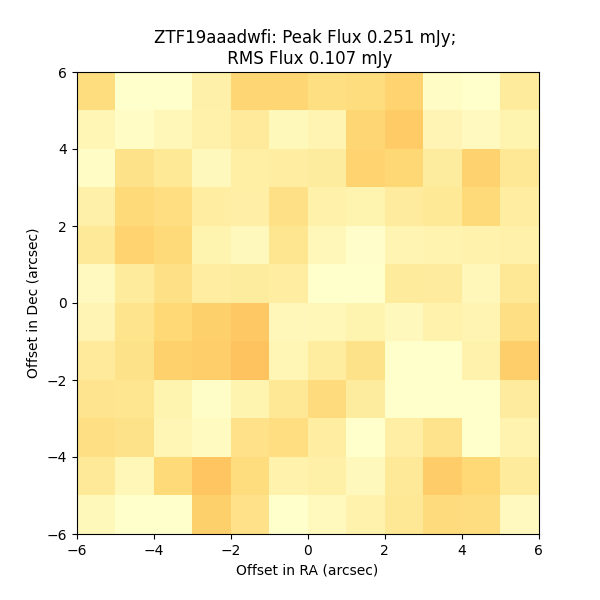 ZTF19aaadwfi: Peak Flux 0.251 mJy;
RMS Flux 0.107 mJy
6
4
2
0
−2
−4
−6
Offset in Dec (arcsec)
−6 −4 −2 0 2 4 6
Offset in RA (arcsec)